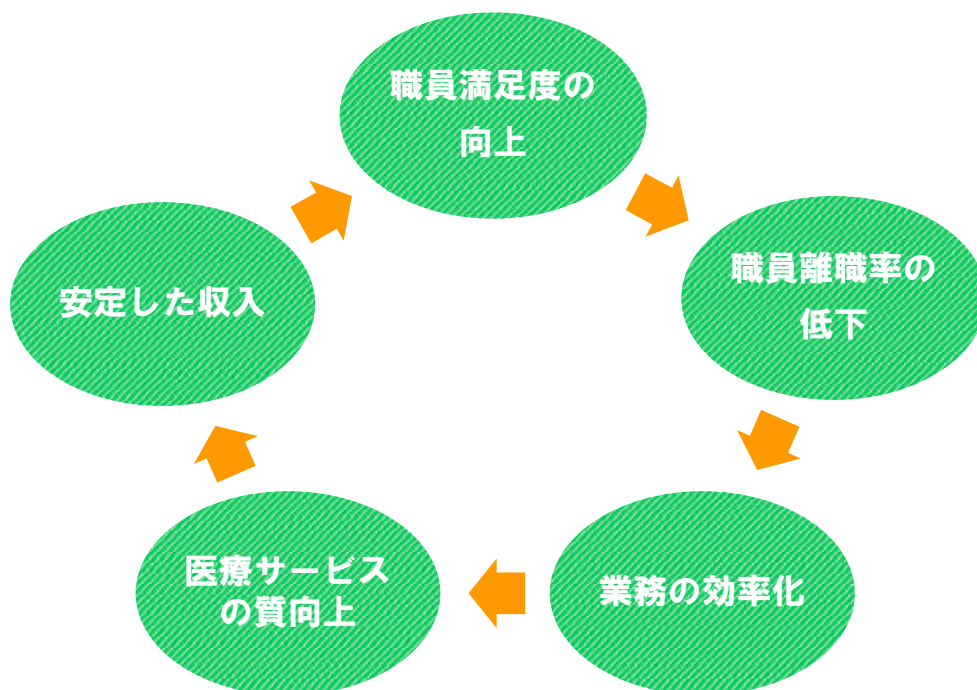 職員満足度の
向上
職員離職率の
低下
業務の効率化
医療サービス
の質向上
安定した収入